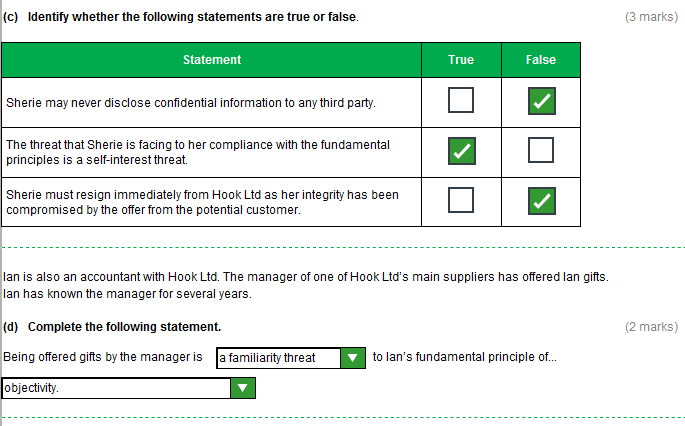 (c) Identify whether the following statements are true or false. (3 marks)
Statement True False
Sherie may never disclose confidential information to any third party.
The threat that Sherie is facing to her compliance with the fundamental
principles is a self-interest threat.
Sherie must resign immediately from Hook Ltd as her integrity has been
compromised by the offer from the potential customer.
Ian is also an accountant with Hook Ltd. The manager of one of Hook Ltd's main suppliers has offered Ian gifts.
Ian has known the manager for several years.
(d) Complete the following statement. (2 marks)
Being offered gifts by the manager is a familiarity threat to Ian's fundamental principle of...
objectivity.